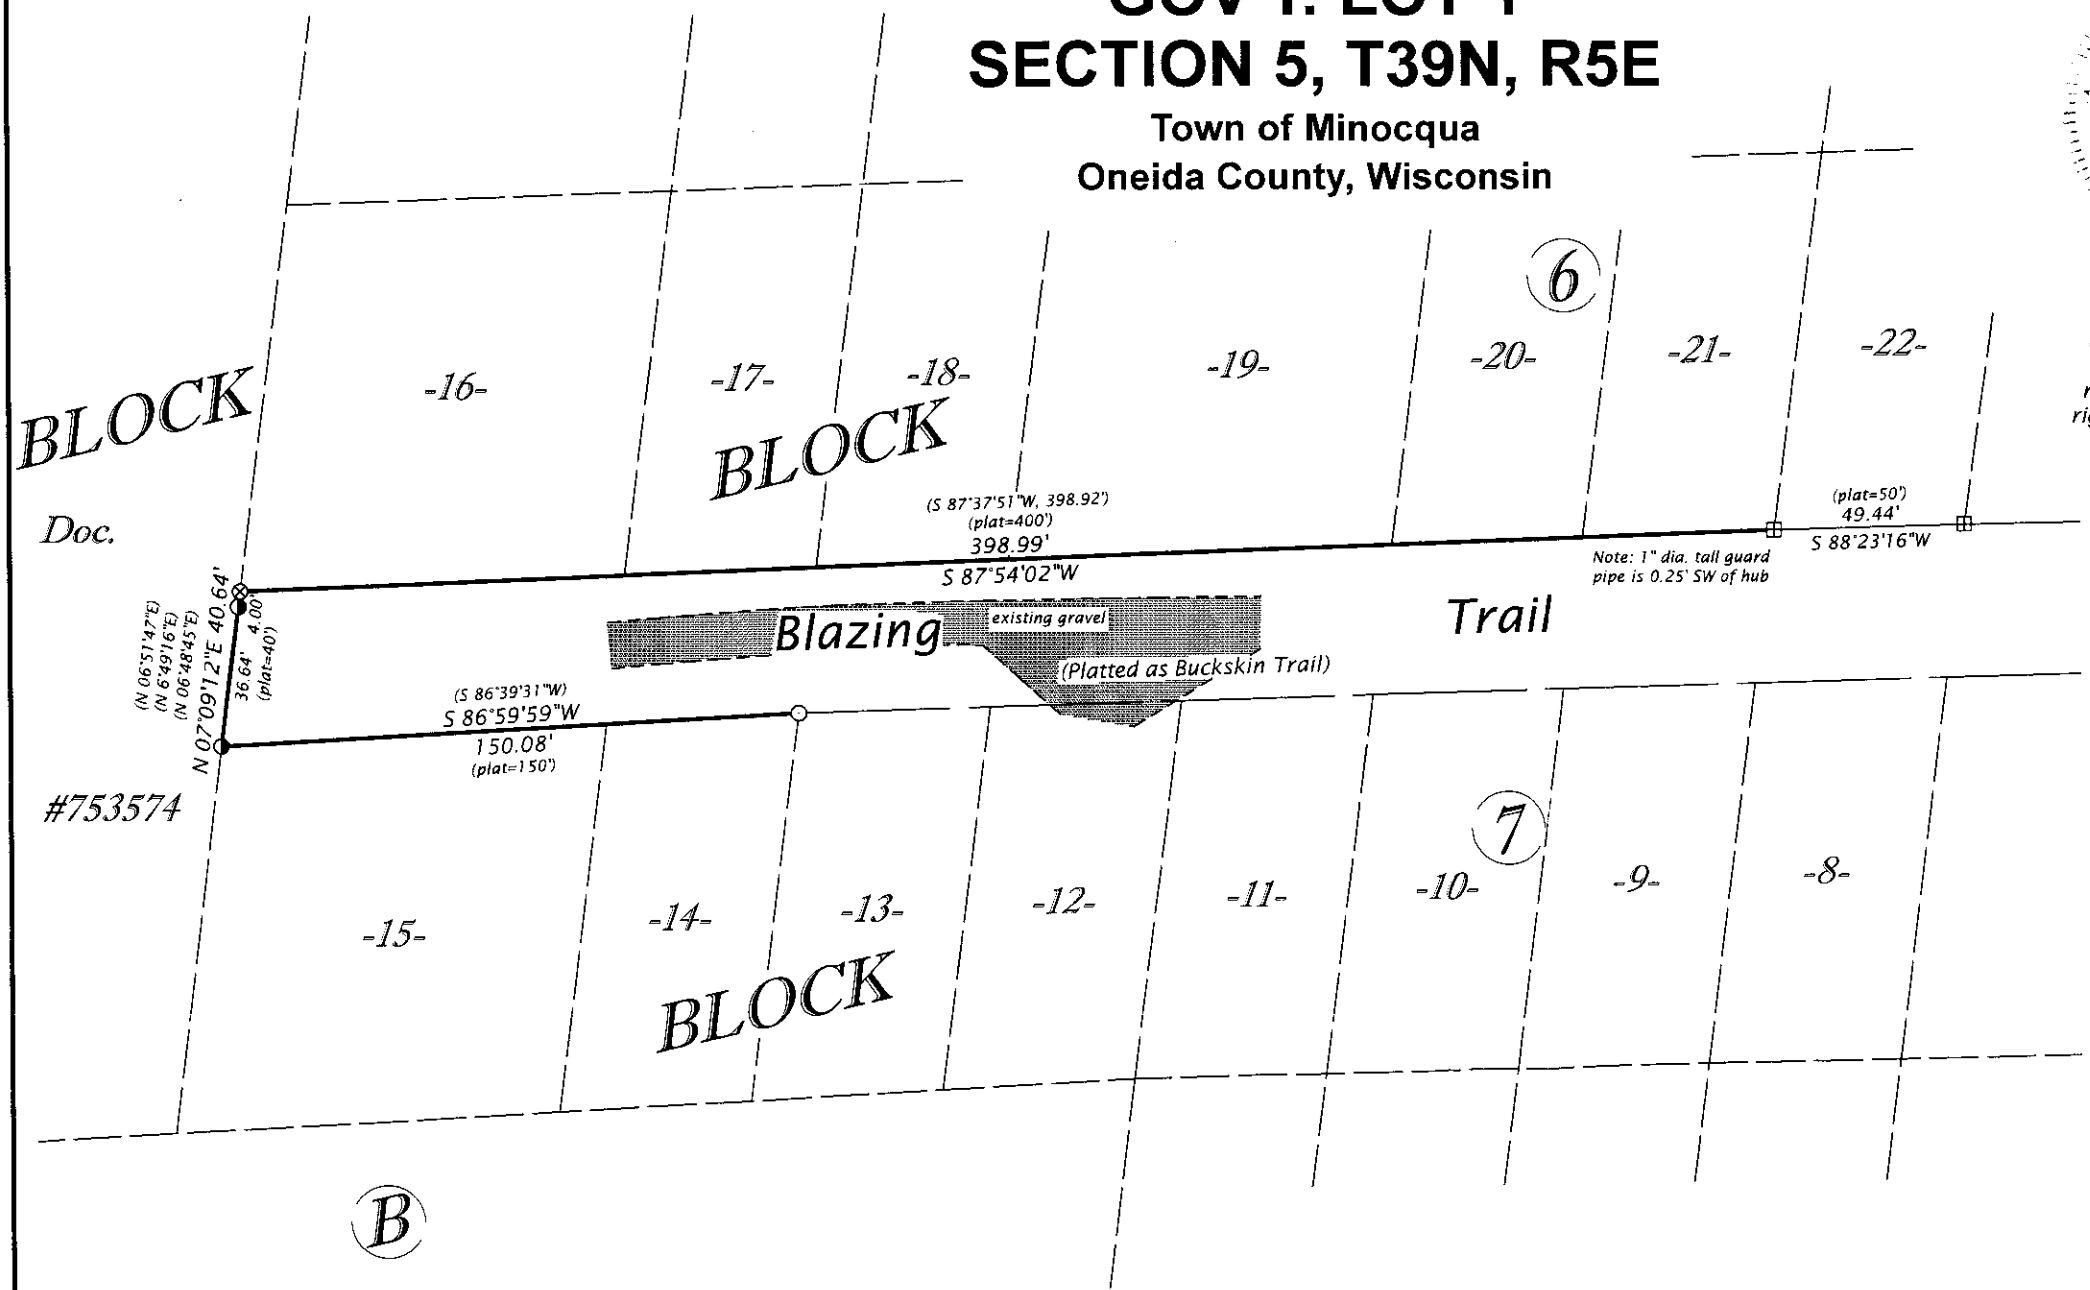 SECTION 5, T39N, R5E
Town of Minocqua
Oneida County, Wisconsin
6
-16-
-17-
-18-
-19-
-20-
-21-
-22-
BLOCK
BLOCK
Doc.
(S 87°37'51"W, 398.92')
(plat=400')
398.99'
S 87°54'02"W
(plat=50')
49.44'
S 88°23'16"W
Note: 1" dia. tall guard
pipe is 0.25' SW of hub
(N 06°51'47"E)
(N 6°49'16"E)
(N 06°48'45"E)
N 07°09'12"E 40.64'
36.64'
4.00'
(plat=40')
Blazing
existing gravel
Trail
(Platted as Buckskin Trail)
(S 86°39'31"W)
S 86°59'59"W
150.08'
(plat=150')
#753574
7
-15-
-14-
-13-
-12-
-11-
-10-
-9-
-8-
BLOCK
B